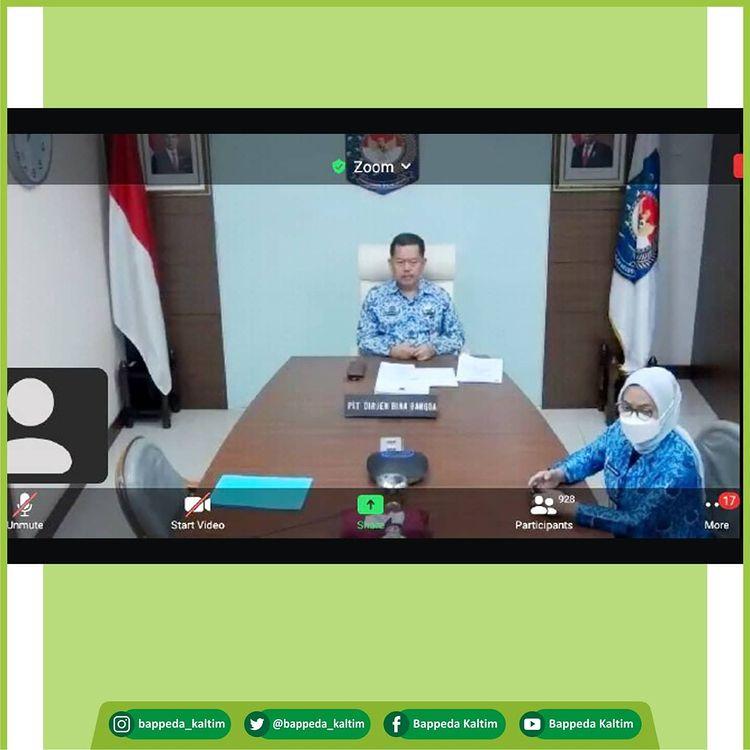 Zoom
PlT DIRJEN BINA BANGDA
928
17
Unmute
Start Video
Share
Participants
More
bappeda_kaltim
@bappeda_kaltim
Bappeda Kaltim
Bappeda Kaltim